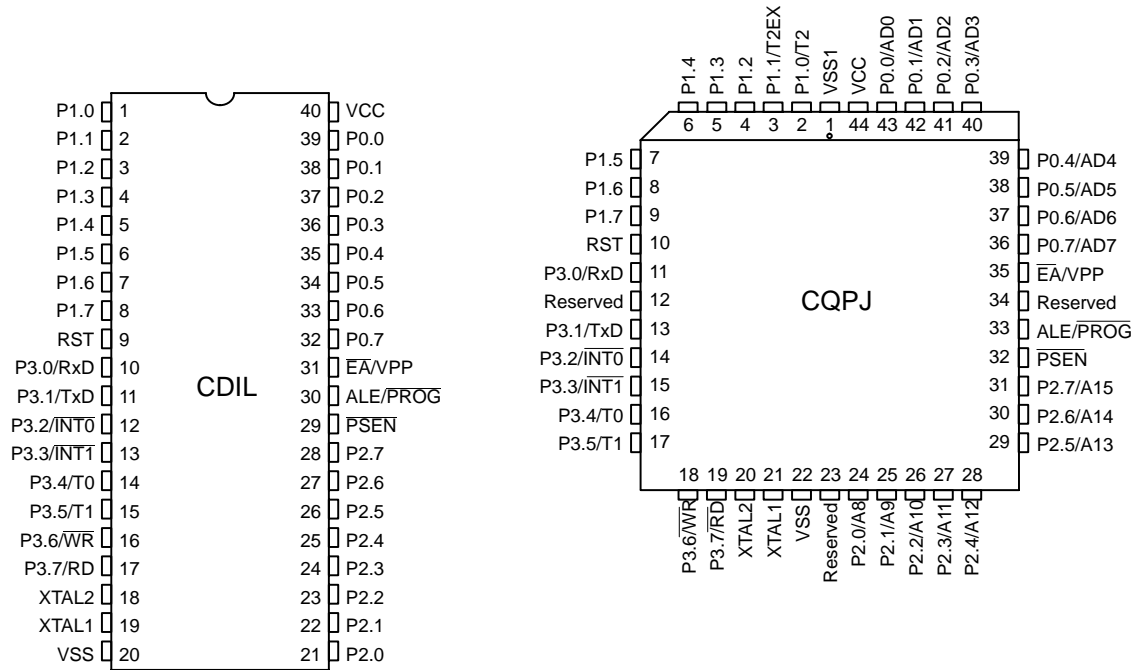 P1.0 1 40 VCC
P1.1 2 39 P0.0
P1.2 3 38 P0.1
P1.3 4 37 P0.2
P1.4 5 36 P0.3
P1.5 6 35 P0.4
P1.6 7 34 P0.5
P1.7 8 33 P0.6
RST 9 32 P0.7
P3.0/RxD 10 31 E̅A̅/VPP
P3.1/TxD 11 30 ALE/P̅R̅O̅G̅
P3.2/I̅N̅T̅0̅ 12 29 P̅S̅E̅N̅
P3.3/I̅N̅T̅1̅ 13 28 P2.7
P3.4/T0 14 27 P2.6
P3.5/T1 15 26 P2.5
P3.6/W̅R̅ 16 25 P2.4
P3.7/RD 17 24 P2.3
XTAL2 18 23 P2.2
XTAL1 19 22 P2.1
VSS 20 21 P2.0
CDIL
P1.4
P1.3
P1.2
P1.1/T2EX
P1.0/T2
VSS1
VCC
P0.0/AD0
P0.1/AD1
P0.2/AD2
P0.3/AD3
6 5 4 3 2 1 44 43 42 41 40
P1.5 7 39 P0.4/AD4
P1.6 8 38 P0.5/AD5
P1.7 9 37 P0.6/AD6
RST 10 36 P0.7/AD7
P3.0/RxD 11 35 E̅A̅/VPP
Reserved 12 34 Reserved
P3.1/TxD 13 33 ALE/P̅R̅O̅G̅
P3.2/I̅N̅T̅0̅ 14 32 P̅S̅E̅N̅
P3.3/I̅N̅T̅1̅ 15 31 P2.7/A15
P3.4/T0 16 30 P2.6/A14
P3.5/T1 17 29 P2.5/A13
CQPJ
18 19 20 21 22 23 24 25 26 27 28
P3.6/W̅R̅
P3.7/R̅D̅
XTAL2
XTAL1
VSS
Reserved
P2.0/A8
P2.1/A9
P2.2/A10
P2.3/A11
P2.4/A12